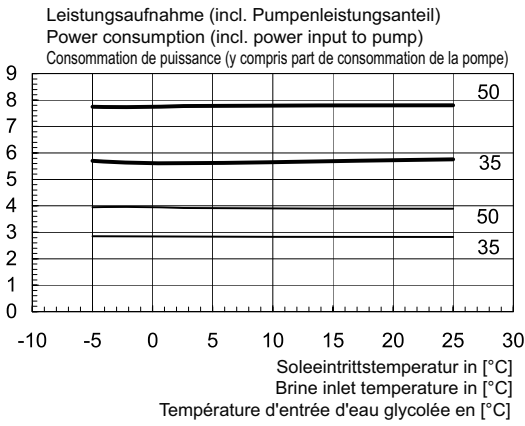 Leistungsaufnahme (incl. Pumpenleistungsanteil)
Power consumption (incl. power input to pump)
Consommation de puissance (y compris part de consommation de la pompe)
9
8
7
6
5
4
3
2
1
0
50
35
50
35
-10 -5 0 5 10 15 20 25 30
Soleeintrittstemperatur in [°C]
Brine inlet temperature in [°C]
Température d'entrée d'eau glycolée en [°C]